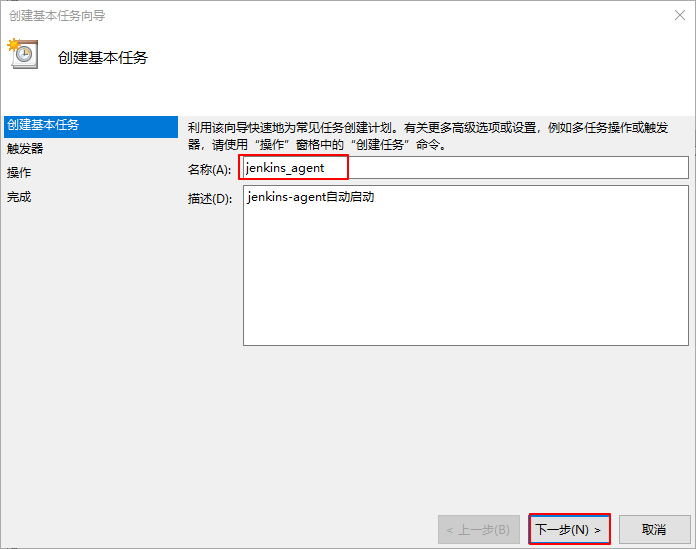 创建基本任务向导
创建基本任务
创建基本任务
触发器
操作
完成
利用该向导快速地为常见任务创建计划。有关更多高级选项或设置，例如多任务操作或触发
器，请使用“操作”窗格中的“创建任务”命令。
名称(A):
jenkins_agent
描述(D):
jenkins-agent自动启动
< 上一步(B)
下一步(N) >
取消